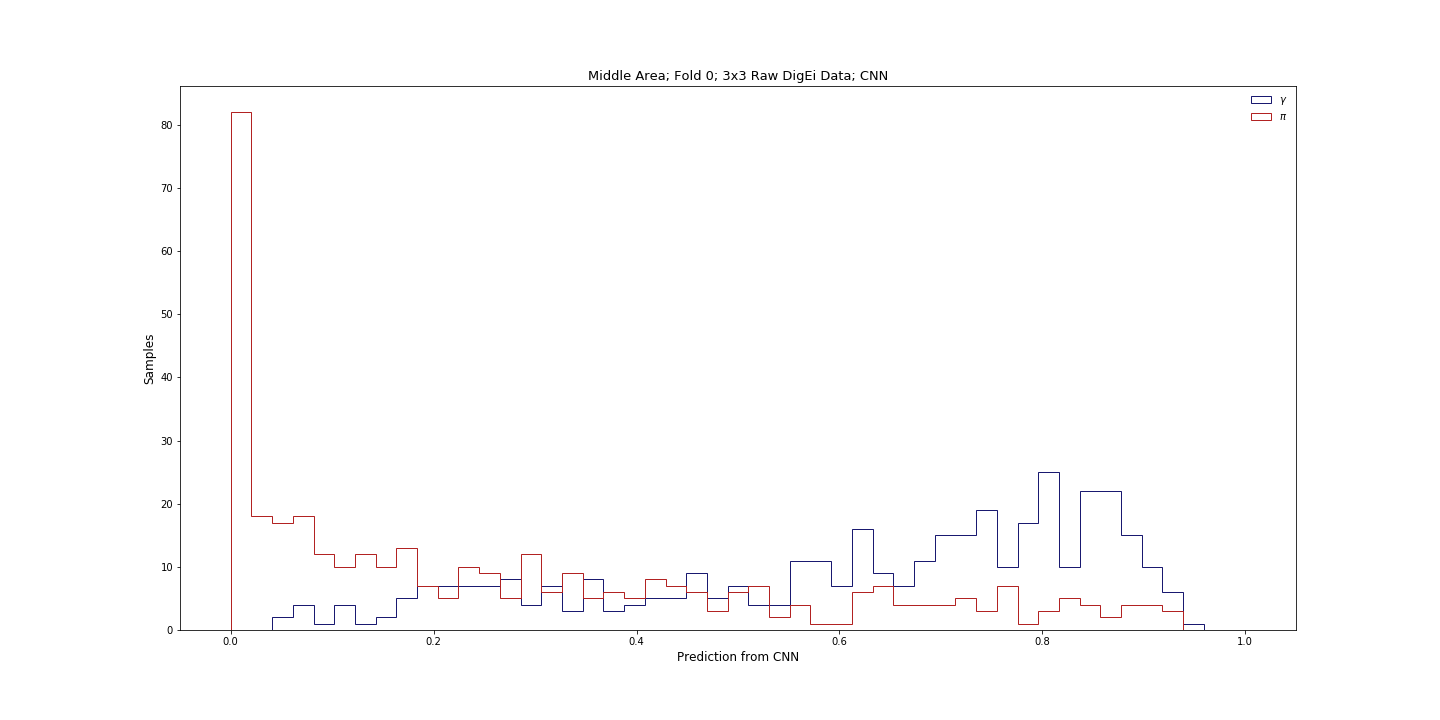 Middle Area; Fold 0; 3x3 Raw DigEi Data; CNN
γ
π
80
70
60
50
40
30
20
10
0
Samples
0.0 0.2 0.4 0.6 0.8 1.0
Prediction from CNN